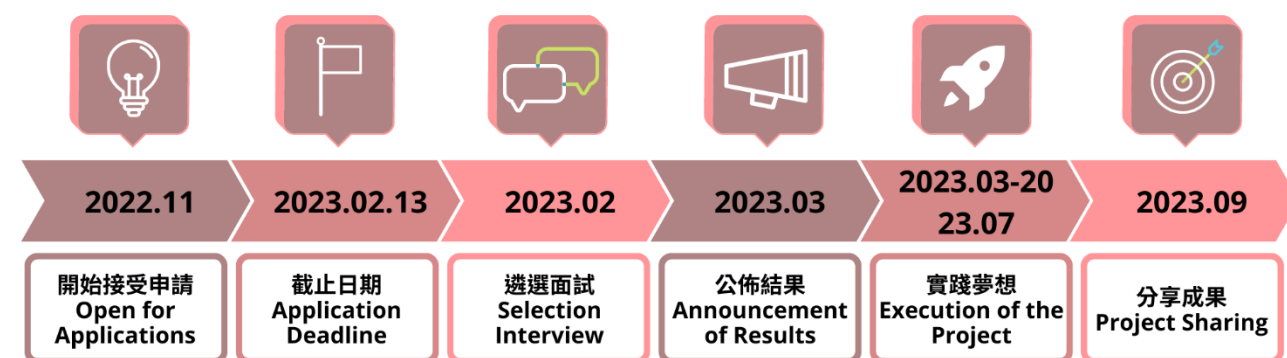 2022.11
2023.02.13
2023.02
2023.03
2023.03-20
23.07
2023.09
開始接受申請
Open for
Applications
截止日期
Application
Deadline
遴選面試
Selection
Interview
公佈結果
Announcement
of Results
實踐夢想
Execution of the
Project
分享成果
Project Sharing